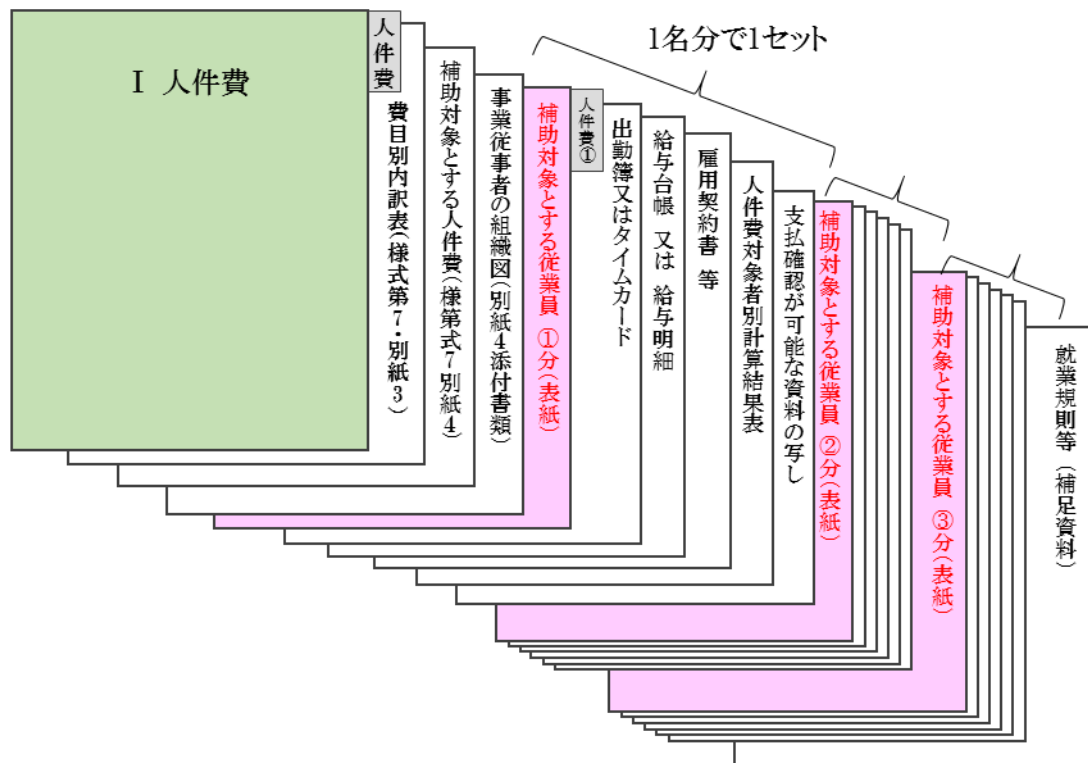 Ⅰ 人件費
人件費
費目別内訳表(様式第7・別紙3)
補助対象とする人件費(様第式7別紙4)
事業従事者の組織図(別紙4添付書類)
補助対象とする従業員 ①分(表紙)
人件費①
1名分で1セット
出勤簿又はタイムカード
給与台帳 又は 給与明細
雇用契約書 等
人件費対象者別計算結果表
支払確認が可能な資料の写し
補助対象とする従業員 ②分(表紙)
補助対象とする従業員 ③分(表紙)
就業規則等 (補足資料)